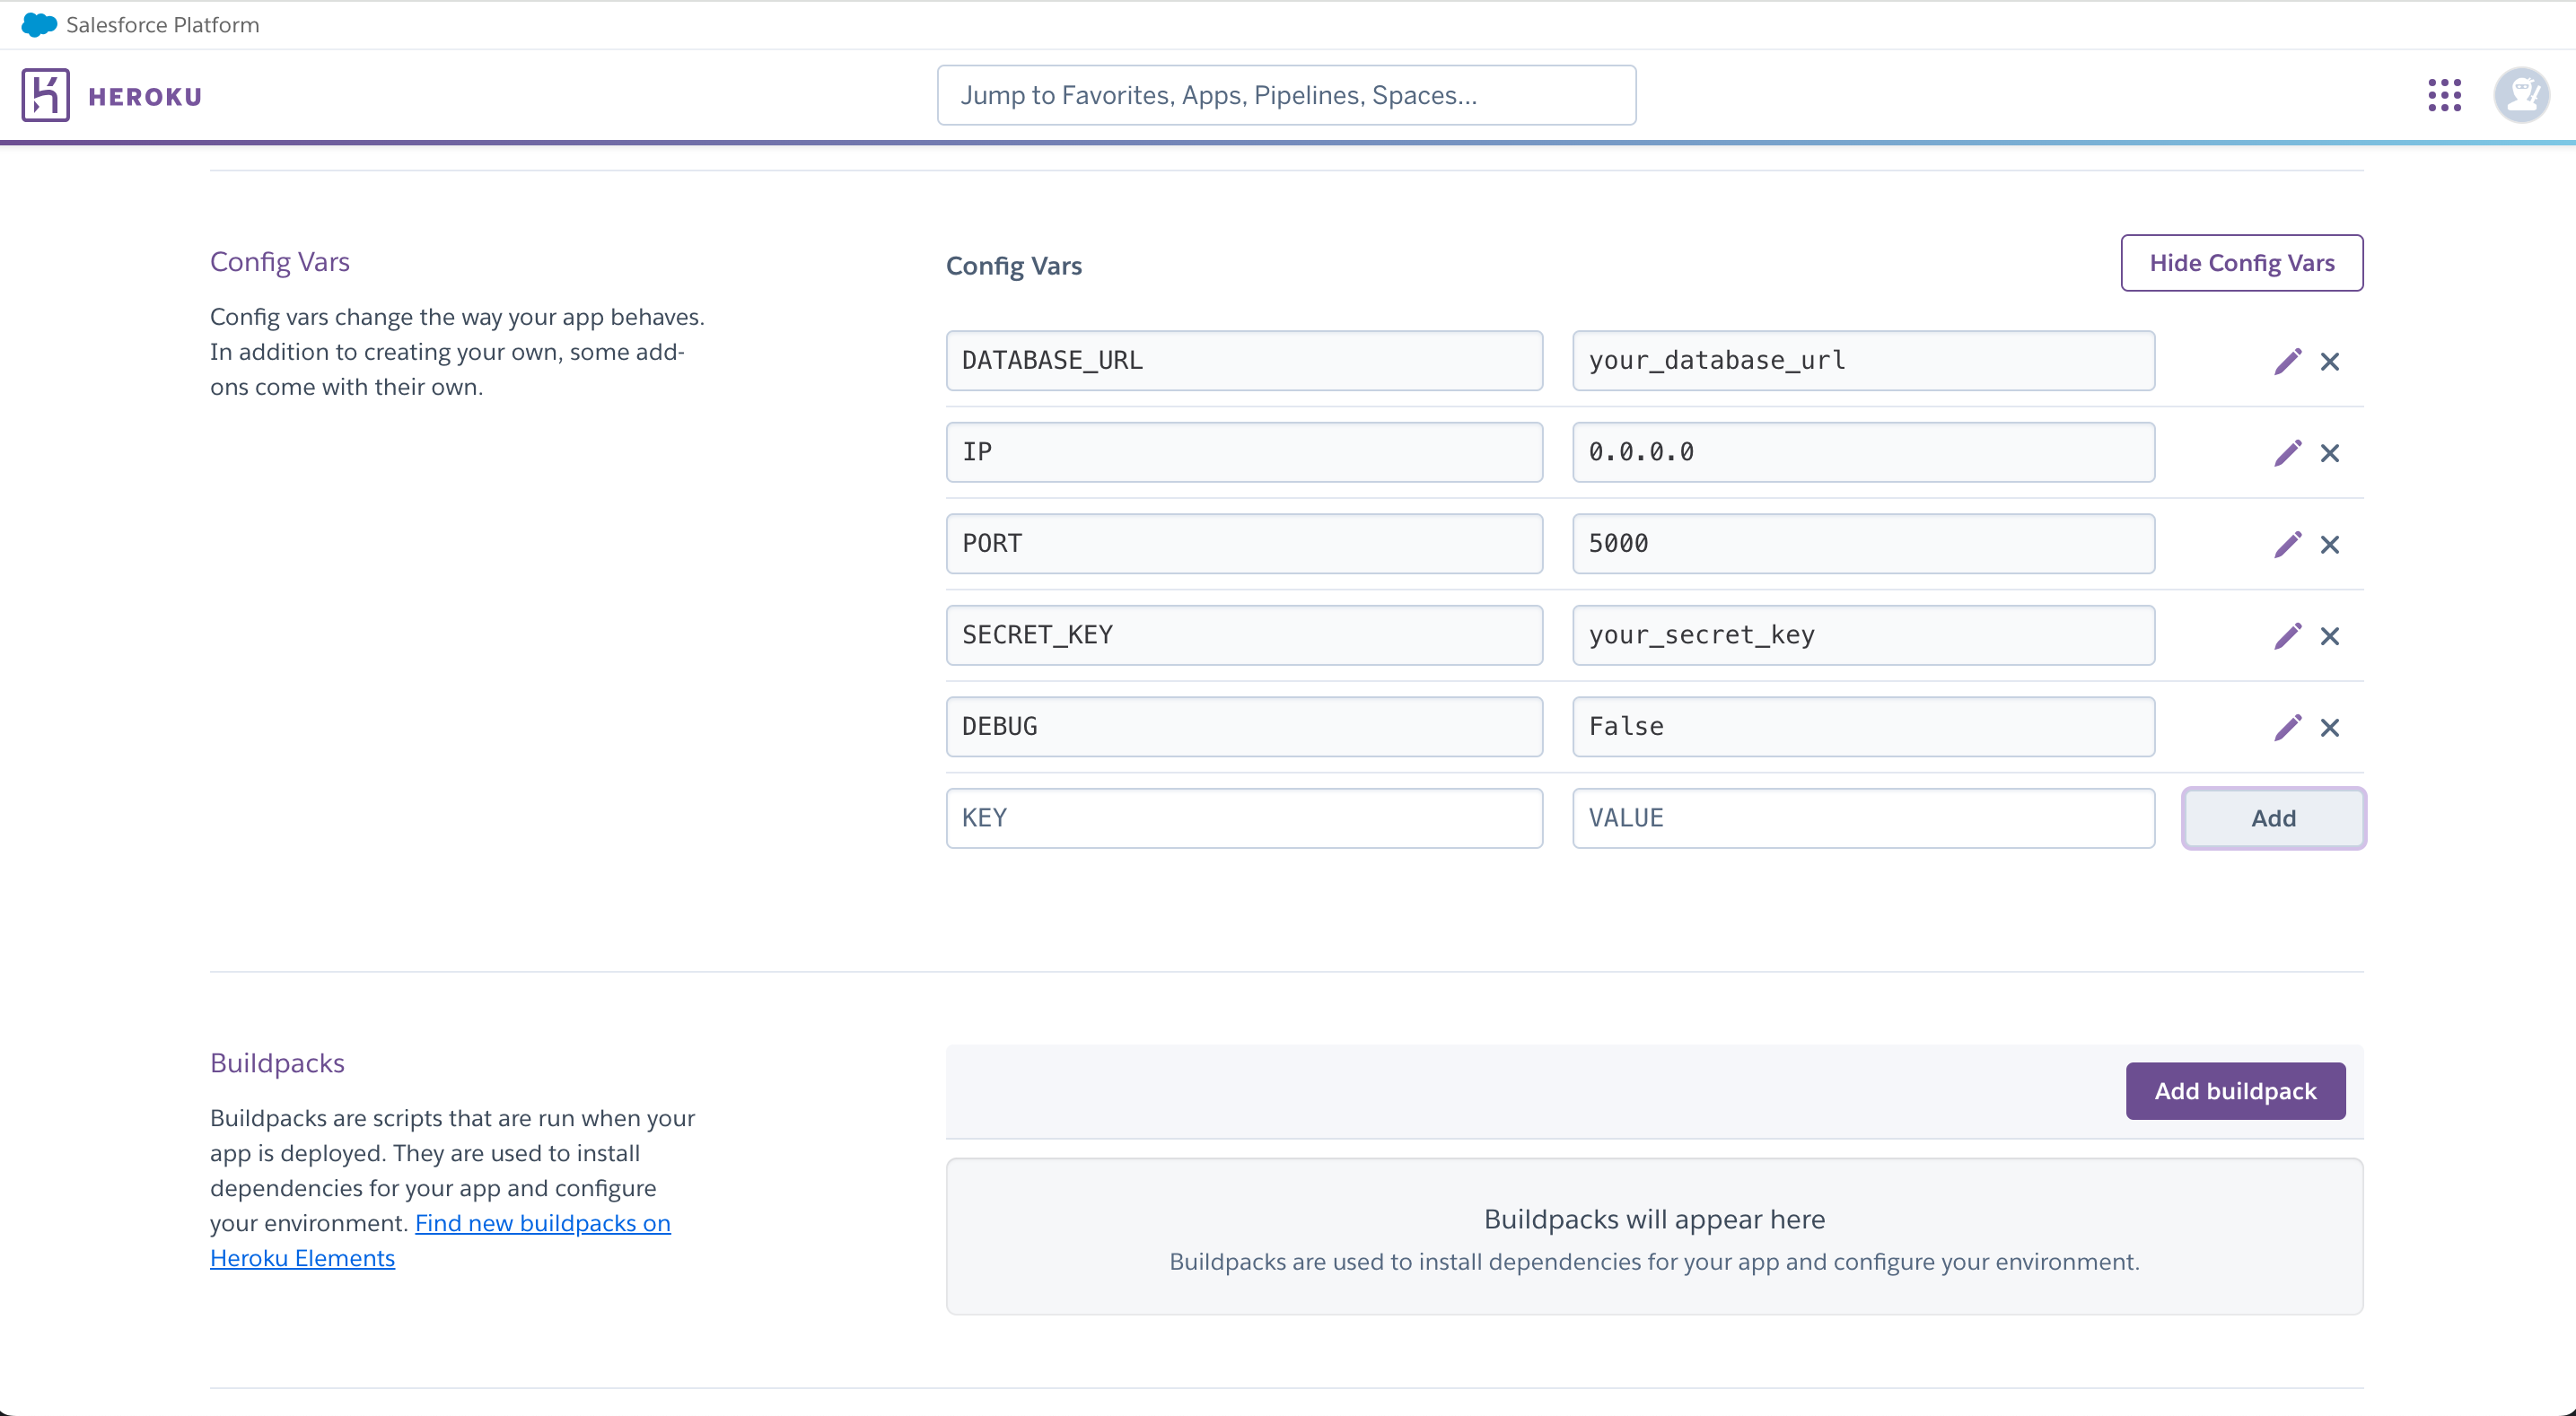 Salesforce Platform
HEROKU
Jump to Favorites, Apps, Pipelines, Spaces...
Config Vars
Config vars change the way your app behaves.
In addition to creating your own, some add-
ons come with their own.
Config Vars
Hide Config Vars
DATABASE_URL your_database_url
IP 0.0.0.0
PORT 5000
SECRET_KEY your_secret_key
DEBUG False
KEY VALUE Add
Buildpacks
Buildpacks are scripts that are run when your
app is deployed. They are used to install
dependencies for your app and configure
your environment. Find new buildpacks on
Heroku Elements
Add buildpack
Buildpacks will appear here
Buildpacks are used to install dependencies for your app and configure your environment.